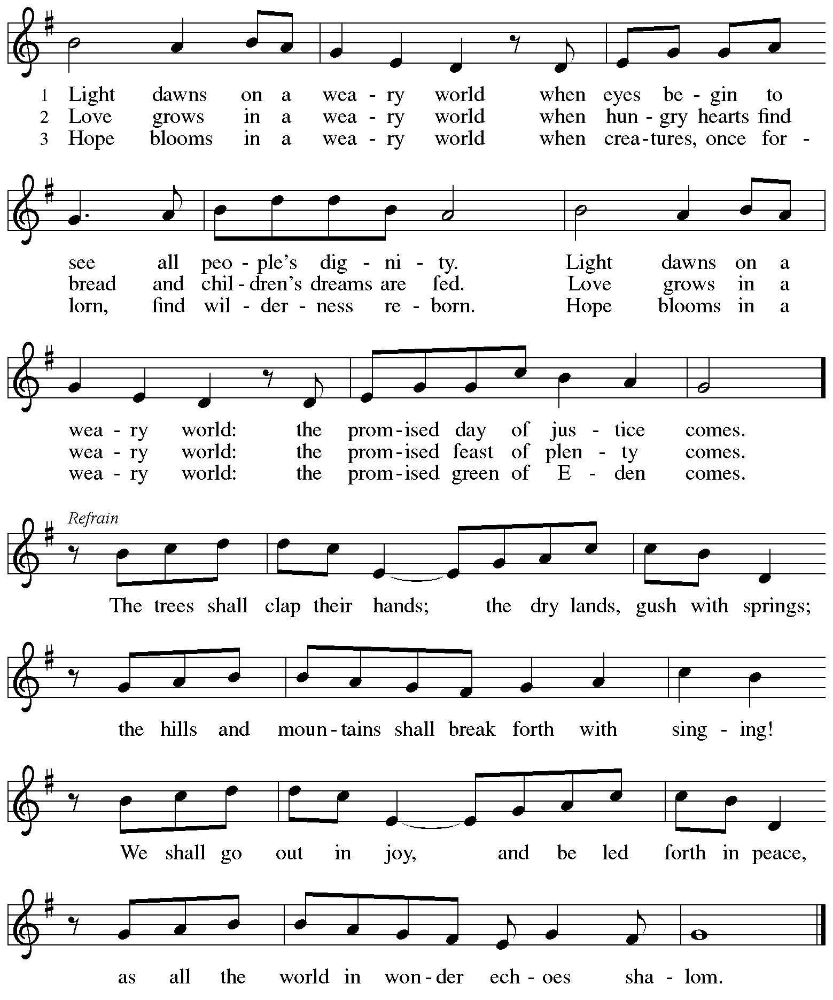 1 Light dawns on a wea - ry world when eyes be - gin to
2 Love grows in a wea - ry world when hun - gry hearts find
3 Hope blooms in a wea - ry world when crea - tures, once for -
see all peo - ple's dig - ni - ty. Light dawns on a
bread and chil - dren's dreams are fed. Love grows in a
lorn, find wil - der - ness re - born. Hope blooms in a
wea - ry world: the prom - ised day of jus - tice comes.
wea - ry world: the prom - ised feast of plen - ty comes.
wea - ry world: the prom - ised green of E - den comes.
Refrain
The trees shall clap their hands; the dry lands, gush with springs;
the hills and moun - tains shall break forth with sing - ing!
We shall go out in joy, and be led forth in peace,
as all the world in won - der ech - oes sha - lom.